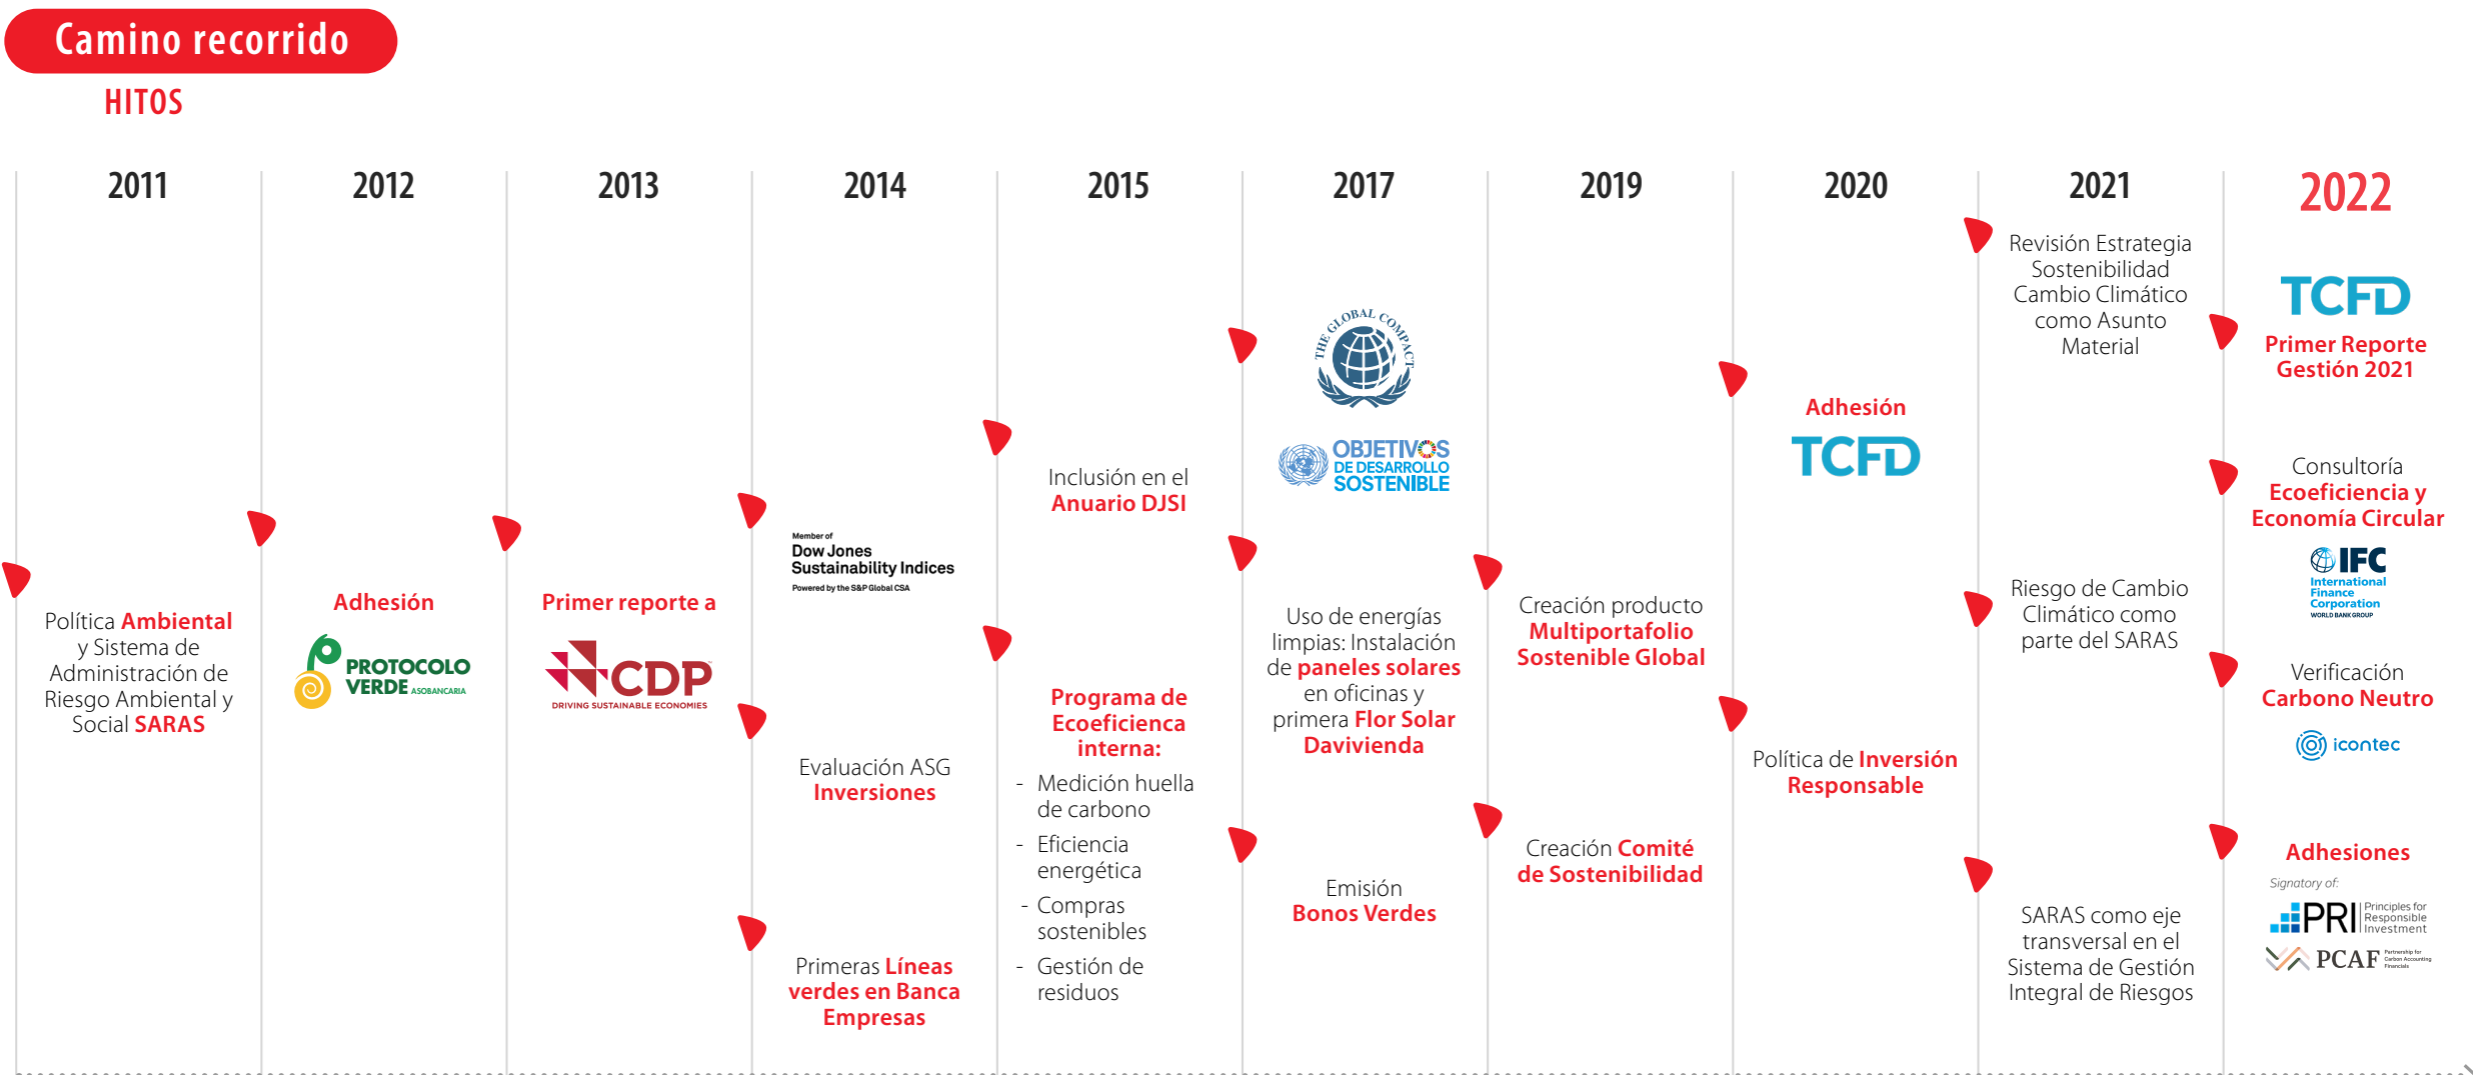 Camino recorrido
HITOS
2011
Política Ambiental
y Sistema de
Administración de
Riesgo Ambiental y
Social SARAS
2012
Adhesión
PROTOCOLO
VERDE ASOBANCARIA
2013
Primer reporte a
CDP
DRIVING SUSTAINABLE ECONOMIES
2014
Member of
Dow Jones
Sustainability Indices
Powered by the S&P Global CSA
Evaluación ASG
Inversiones
Primeras Líneas
verdes en Banca
Empresas
2015
Inclusión en el
Anuario DJSI
Programa de
Ecoeficienca
interna:
- Medición huella
de carbono
- Eficiencia
energética
- Compras
sostenibles
- Gestión de
residuos
2017
THE GLOBAL COMPACT
OBJETIVOS
DE DESARROLLO
SOSTENIBLE
Uso de energías
limpias: Instalación
de paneles solares
en oficinas y
primera Flor Solar
Davivienda
Emisión
Bonos Verdes
2019
Creación producto
Multiportafolio
Sostenible Global
Creación Comité
de Sostenibilidad
2020
Adhesión
TCFD
Política de Inversión
Responsable
2021
Revisión Estrategia
Sostenibilidad
Cambio Climático
como Asunto
Material
Riesgo de Cambio
Climático como
parte del SARAS
SARAS como eje
transversal en el
Sistema de Gestión
Integral de Riesgos
2022
TCFD
Primer Reporte
Gestión 2021
Consultoría
Ecoeficiencia y
Economía Circular
IFC
International
Finance
Corporation
WORLD BANK GROUP
Verificación
Carbono Neutro
icontec
Adhesiones
Signatory of:
PRI Principles for
Responsible
Investment
PCAF Partnership for
Carbon Accounting
Financials